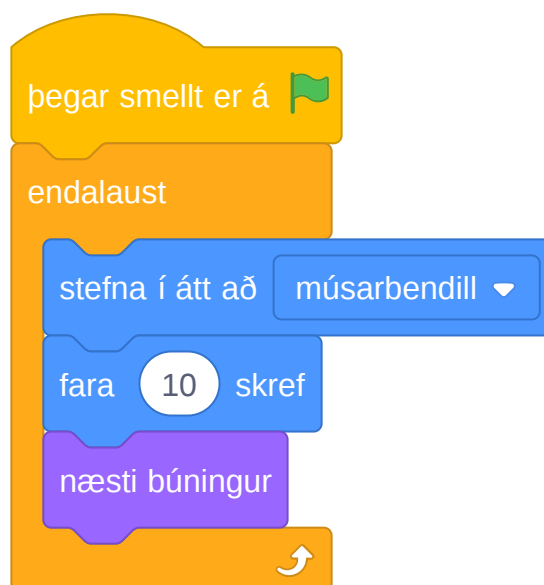 þegar smellt er á
endalaust
stefna í átt að músarbendill
fara 10 skref
næsti búningur